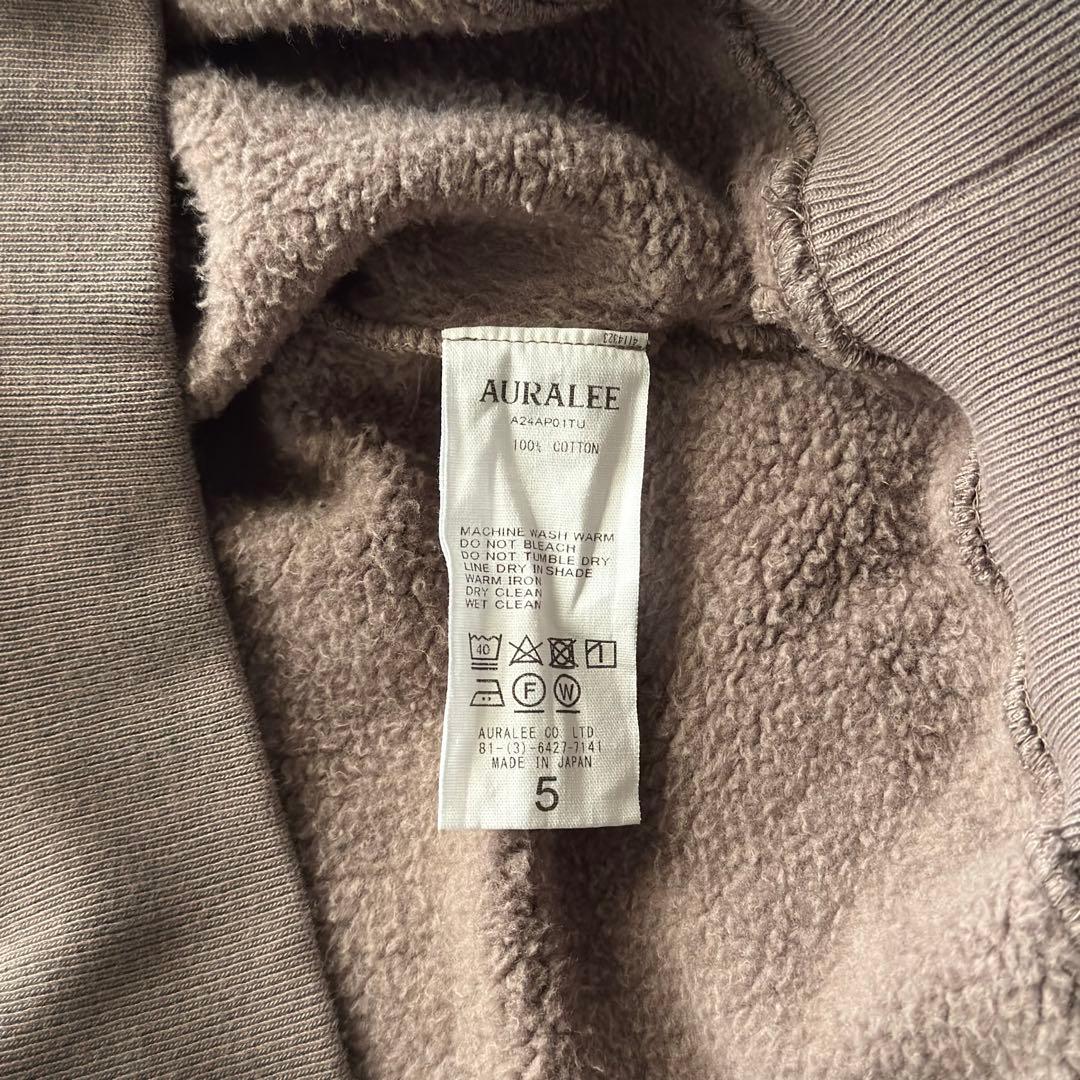 4114323
AURALEE
A24AP01TU
100% COTTON
MACHINE WASH WARM
DO NOT BLEACH
DO NOT TUMBLE DRY
LINE DRY IN SHADE
WARM IRON
DRY CLEAN
WET CLEAN
40
F W
AURALEE CO. LTD
81-(3)-6427-7141
MADE IN JAPAN
5